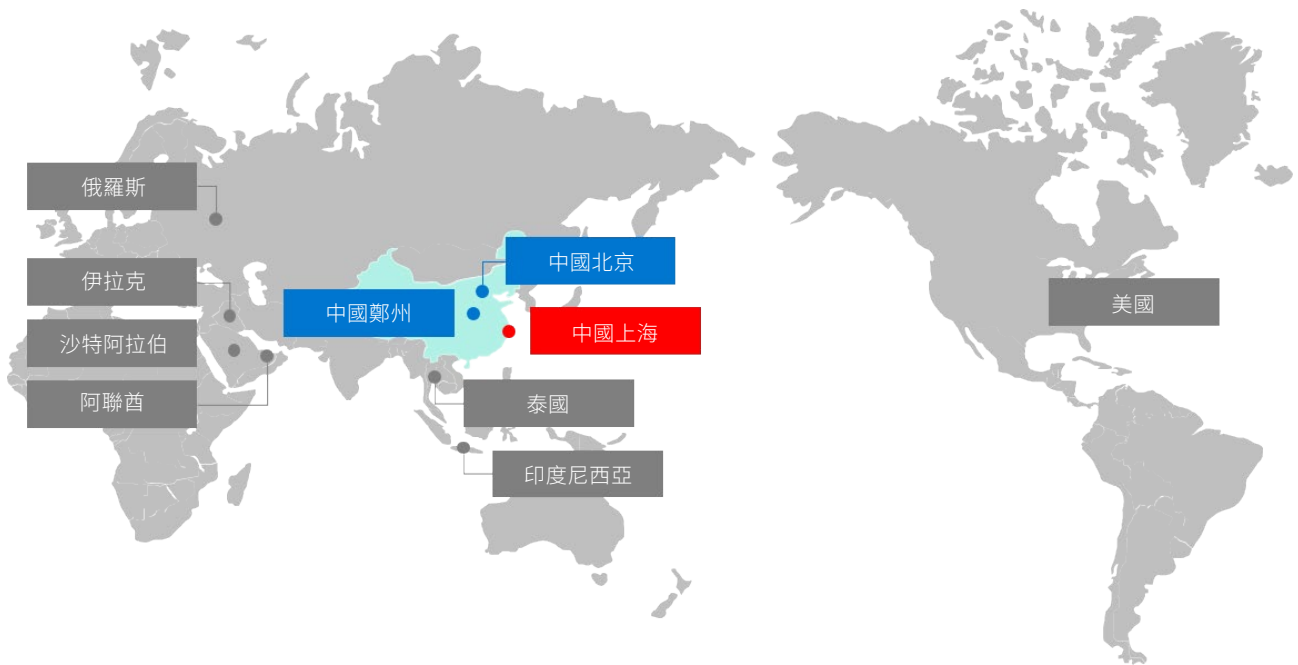 俄羅斯
中國北京
伊拉克
美國
中國鄭州
中國上海
沙特阿拉伯
阿聯酋
泰國
印度尼西亞